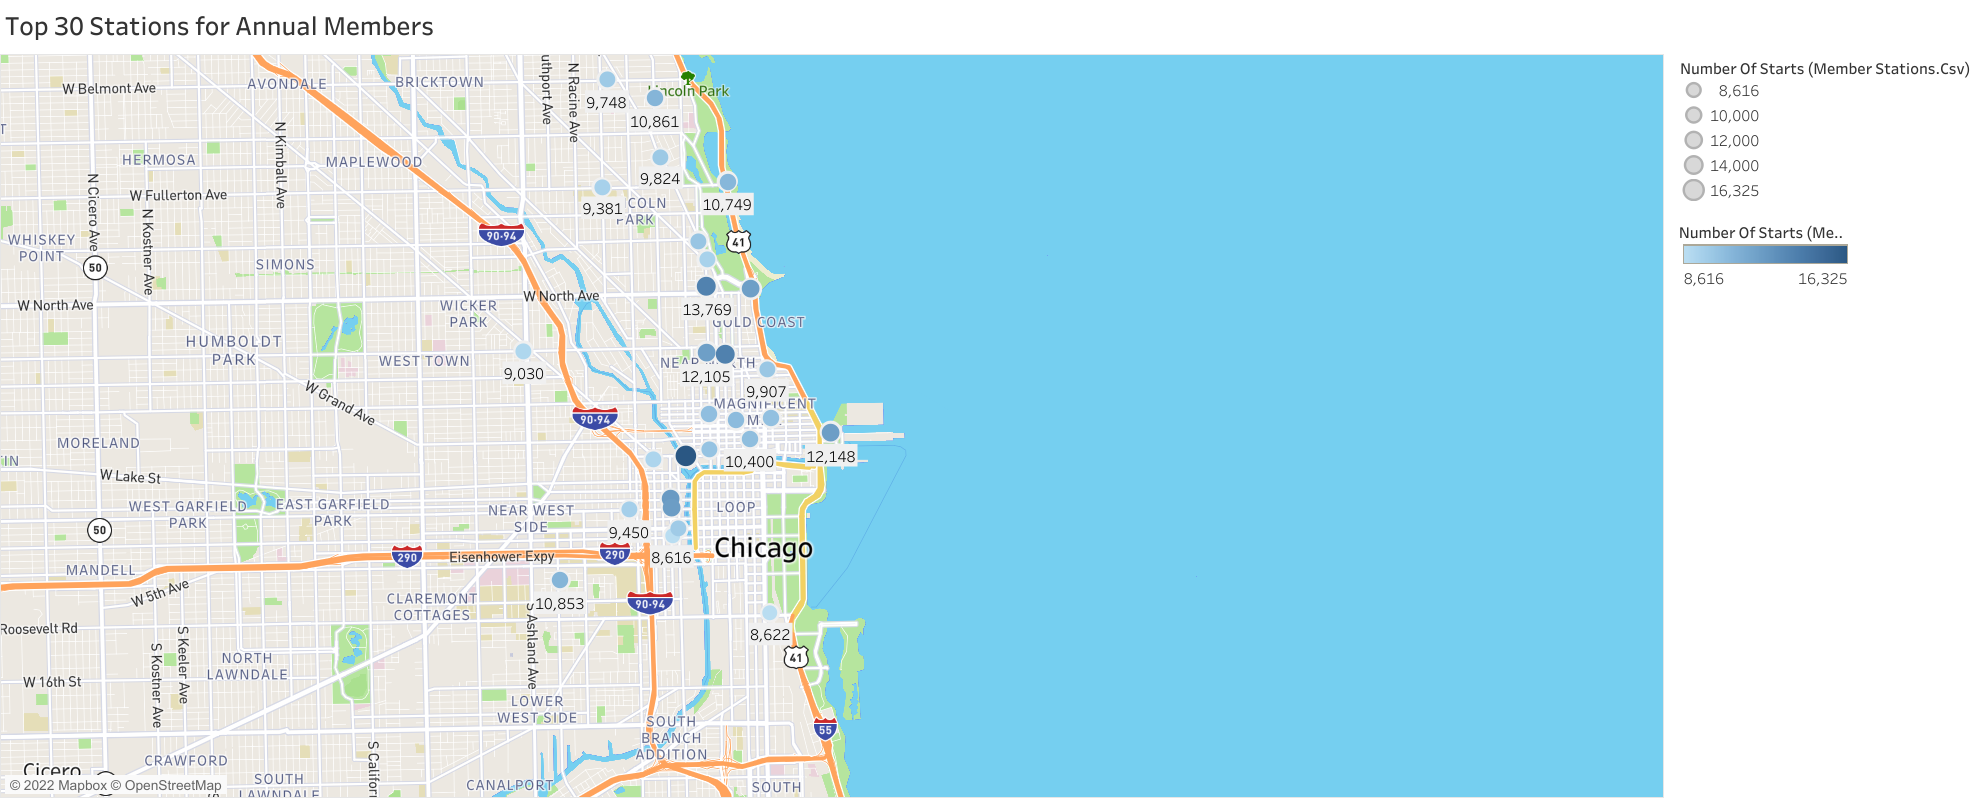 Top 30 Stations for Annual Members
Number Of Starts (Member Stations.Csv)
8,616
10,000
12,000
14,000
16,325
Number Of Starts (Me..
8,616
16,325
W Belmont Ave
AVONDALE
BRICKTOWN
N Racine Ave
uthport Ave
9,748
Lincoln Park
10,861
N Kimball Ave
HERMOSA
MAPLEWOOD
9,824
W Fullerton Ave
N Cicero Ave
N Kostner Ave
9,381
COLN
PARK
10,749
WHISKEY
POINT
90-94
41
50
SIMONS
W North Ave
W North Ave
WICKER
PARK
13,769
GOLD COAST
HUMBOLDT
PARK
WEST TOWN
9,030
12,105
W Grand Ave
9,907
MAGNIFICENT
90-94
MORELAND
IN
W Lake St
10,400
12,148
WEST GARFIELD
PARK
EAST GARFIELD
PARK
NEAR WEST
SIDE
LOOP
50
9,450
Chicago
290
Eisenhower Expy
290
8,616
MANDELL
W 5th Ave
CLAREMONT
COTTAGES
10,853
90-94
S Ashland Ave
Roosevelt Rd
8,622
S Kostner Ave
S Keeler Ave
NORTH
LAWNDALE
41
W 16th St
LOWER
WEST SIDE
SOUTH
BRANCH
ADDITION
55
S Californ
CRAWFORD
Cicero
SOUTH
LAWNDALE
CANALPORT
SOUTH
© 2022 Mapbox © OpenStreetMap